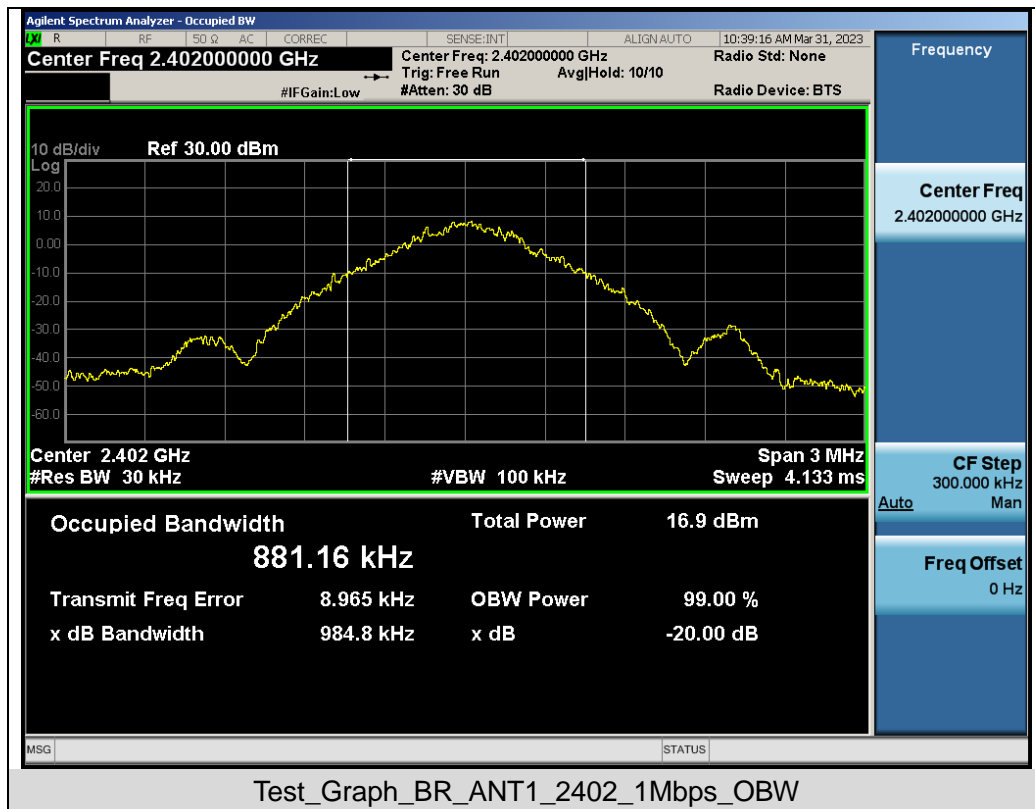 Agilent Spectrum Analyzer - Occupied BW
LXI R RF 50 Ω AC CORREC SENSE:INT ALIGN AUTO 10:39:16 AM Mar 31, 2023
Center Freq 2.402000000 GHz
Center Freq: 2.402000000 GHz
Radio Std: None
Trig: Free Run Avg|Hold: 10/10
#IFGain:Low
#Atten: 30 dB
Radio Device: BTS
Frequency
10 dB/div Ref 30.00 dBm
Log
20.0
10.0
0.00
-10.0
-20.0
-30.0
-40.0
-50.0
-60.0
Center 2.402 GHz Span 3 MHz
#Res BW 30 kHz #VBW 100 kHz Sweep 4.133 ms
Center Freq
2.402000000 GHz
CF Step
300.000 kHz
Auto Man
Freq Offset
0 Hz
Occupied Bandwidth Total Power 16.9 dBm
881.16 kHz
Transmit Freq Error 8.965 kHz OBW Power 99.00 %
x dB Bandwidth 984.8 kHz x dB -20.00 dB
MSG STATUS
Test_Graph_BR_ANT1_2402_1Mbps_OBW